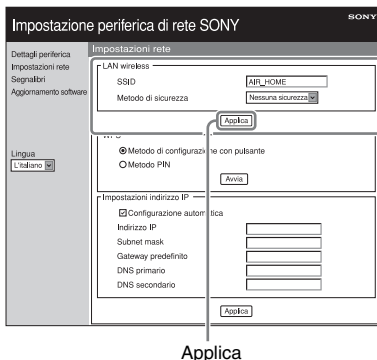 Impostazione periferica di rete SONY
SONY
Dettagli periferica
Impostazioni rete
Segnalibri
Aggiornamento software
Lingua
L'italiano
Impostazioni rete
LAN wireless
SSID
AIR_HOME
Metodo di sicurezza
Nessuna sicurezza
Applica
WPS
Metodo di configurazione con pulsante
Metodo PIN
Avvia
Impostazioni indirizzo IP
Configurazione automatica
Indirizzo IP
Subnet mask
Gateway predefinito
DNS primario
DNS secondario
Applica
Applica